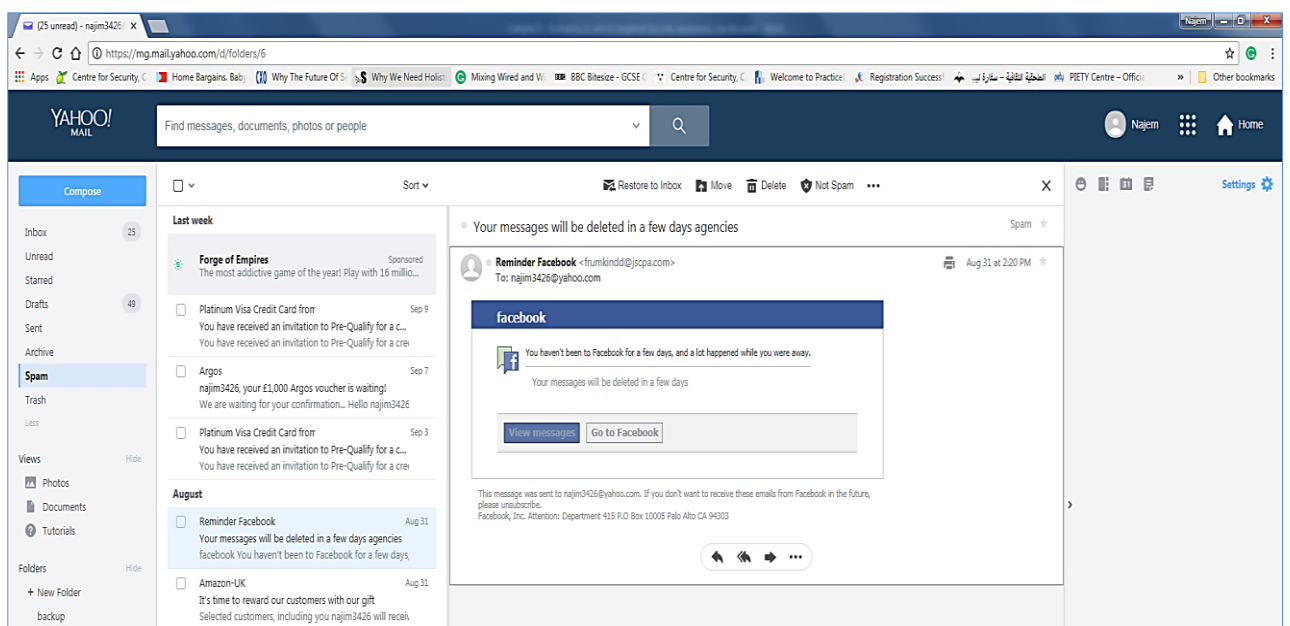 (25 unread) - najim3426
Najem
https://mg.mail.yahoo.com/d/folders/6
Apps Centre for Security, C Home Bargains. Bab Why The Future Of S Why We Need Holist Mixing Wired and W BBC Bitesize - GCSE Centre for Security, C Welcome to Practice Registration Success! PIETY Centre – Offici » Other bookmarks
YAHOO!
MAIL
Find messages, documents, photos or people
Najem
Home
Compose
Sort
Restore to Inbox Move Delete Not Spam ••• X
31
Settings
Inbox 25
Unread
Starred
Drafts 49
Sent
Archive
Spam
Trash
Less
Views Hide
Photos
Documents
Tutorials
Folders Hide
+ New Folder
backup
Last week
Forge of Empires Sponsored
The most addictive game of the year! Play with 16 millio...
Platinum Visa Credit Card from Sep 9
You have received an invitation to Pre-Qualify for a c...
You have received an invitation to Pre-Qualify for a cre
Argos Sep 7
najim3426, your £1,000 Argos voucher is waiting!
We are waiting for your confirmation... Hello najim3426
Platinum Visa Credit Card from Sep 3
You have received an invitation to Pre-Qualify for a c...
You have received an invitation to Pre-Qualify for a cre
August
Reminder Facebook Aug 31
Your messages will be deleted in a few days agencies
facebook You haven't been to Facebook for a few days,
Amazon-UK Aug 31
It's time to reward our customers with our gift
Selected customers, including you najim3426 will receiv
Your messages will be deleted in a few days agencies Spam
Reminder Facebook <frumkindd@jscpa.com> Aug 31 at 2:20 PM
To: najim3426@yahoo.com
facebook
You haven't been to Facebook for a few days, and a lot happened while you were away.
Your messages will be deleted in a few days
View messages Go to Facebook
This message was sent to najim3426@yahoo.com. If you don't want to receive these emails from Facebook in the future,
please unsubscribe.
Facebook, Inc. Attention: Department 415 P.O Box 10005 Palo Alto CA 94303